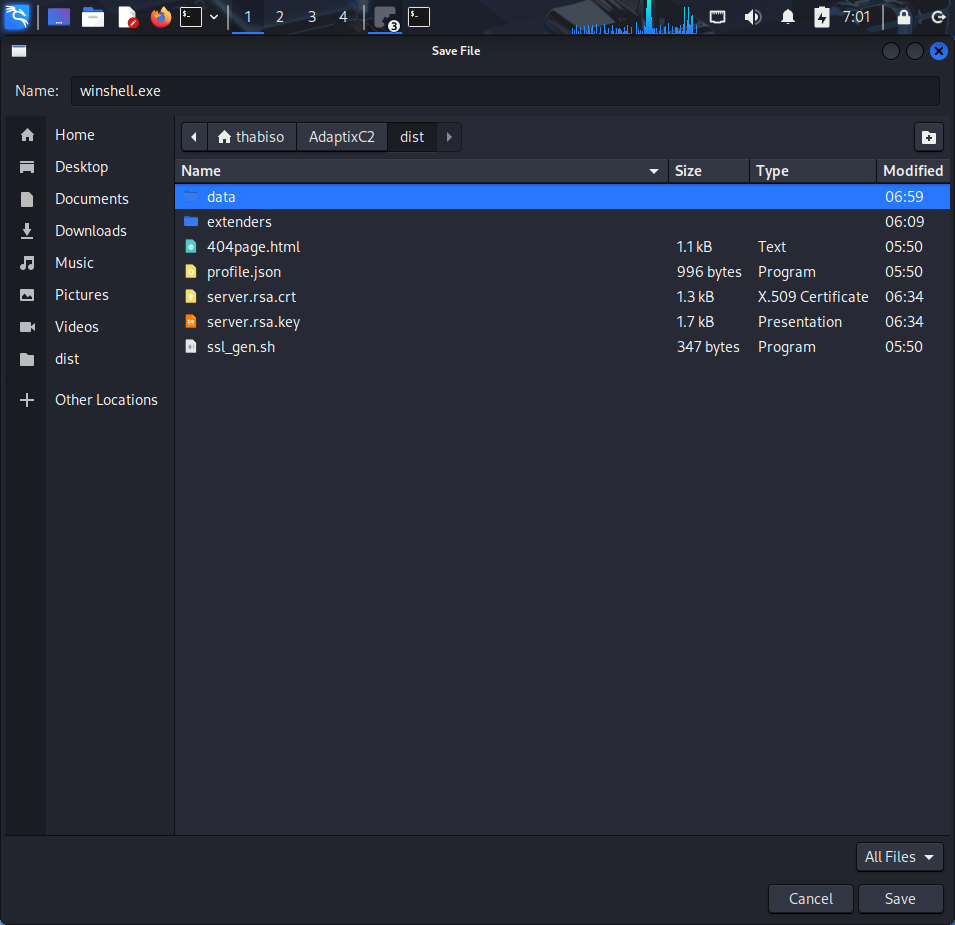 1 2 3 4 3 7:01
Save File
Name: winshell.exe
Home
Desktop
Documents
Downloads
Music
Pictures
Videos
dist
Other Locations
thabiso AdaptixC2 dist
Name Size Type Modified
data 06:59
extenders 06:09
404page.html 1.1 kB Text 05:50
profile.json 996 bytes Program 05:50
server.rsa.crt 1.3 kB X.509 Certificate 06:34
server.rsa.key 1.7 kB Presentation 06:34
ssl_gen.sh 347 bytes Program 05:50
All Files
Cancel Save